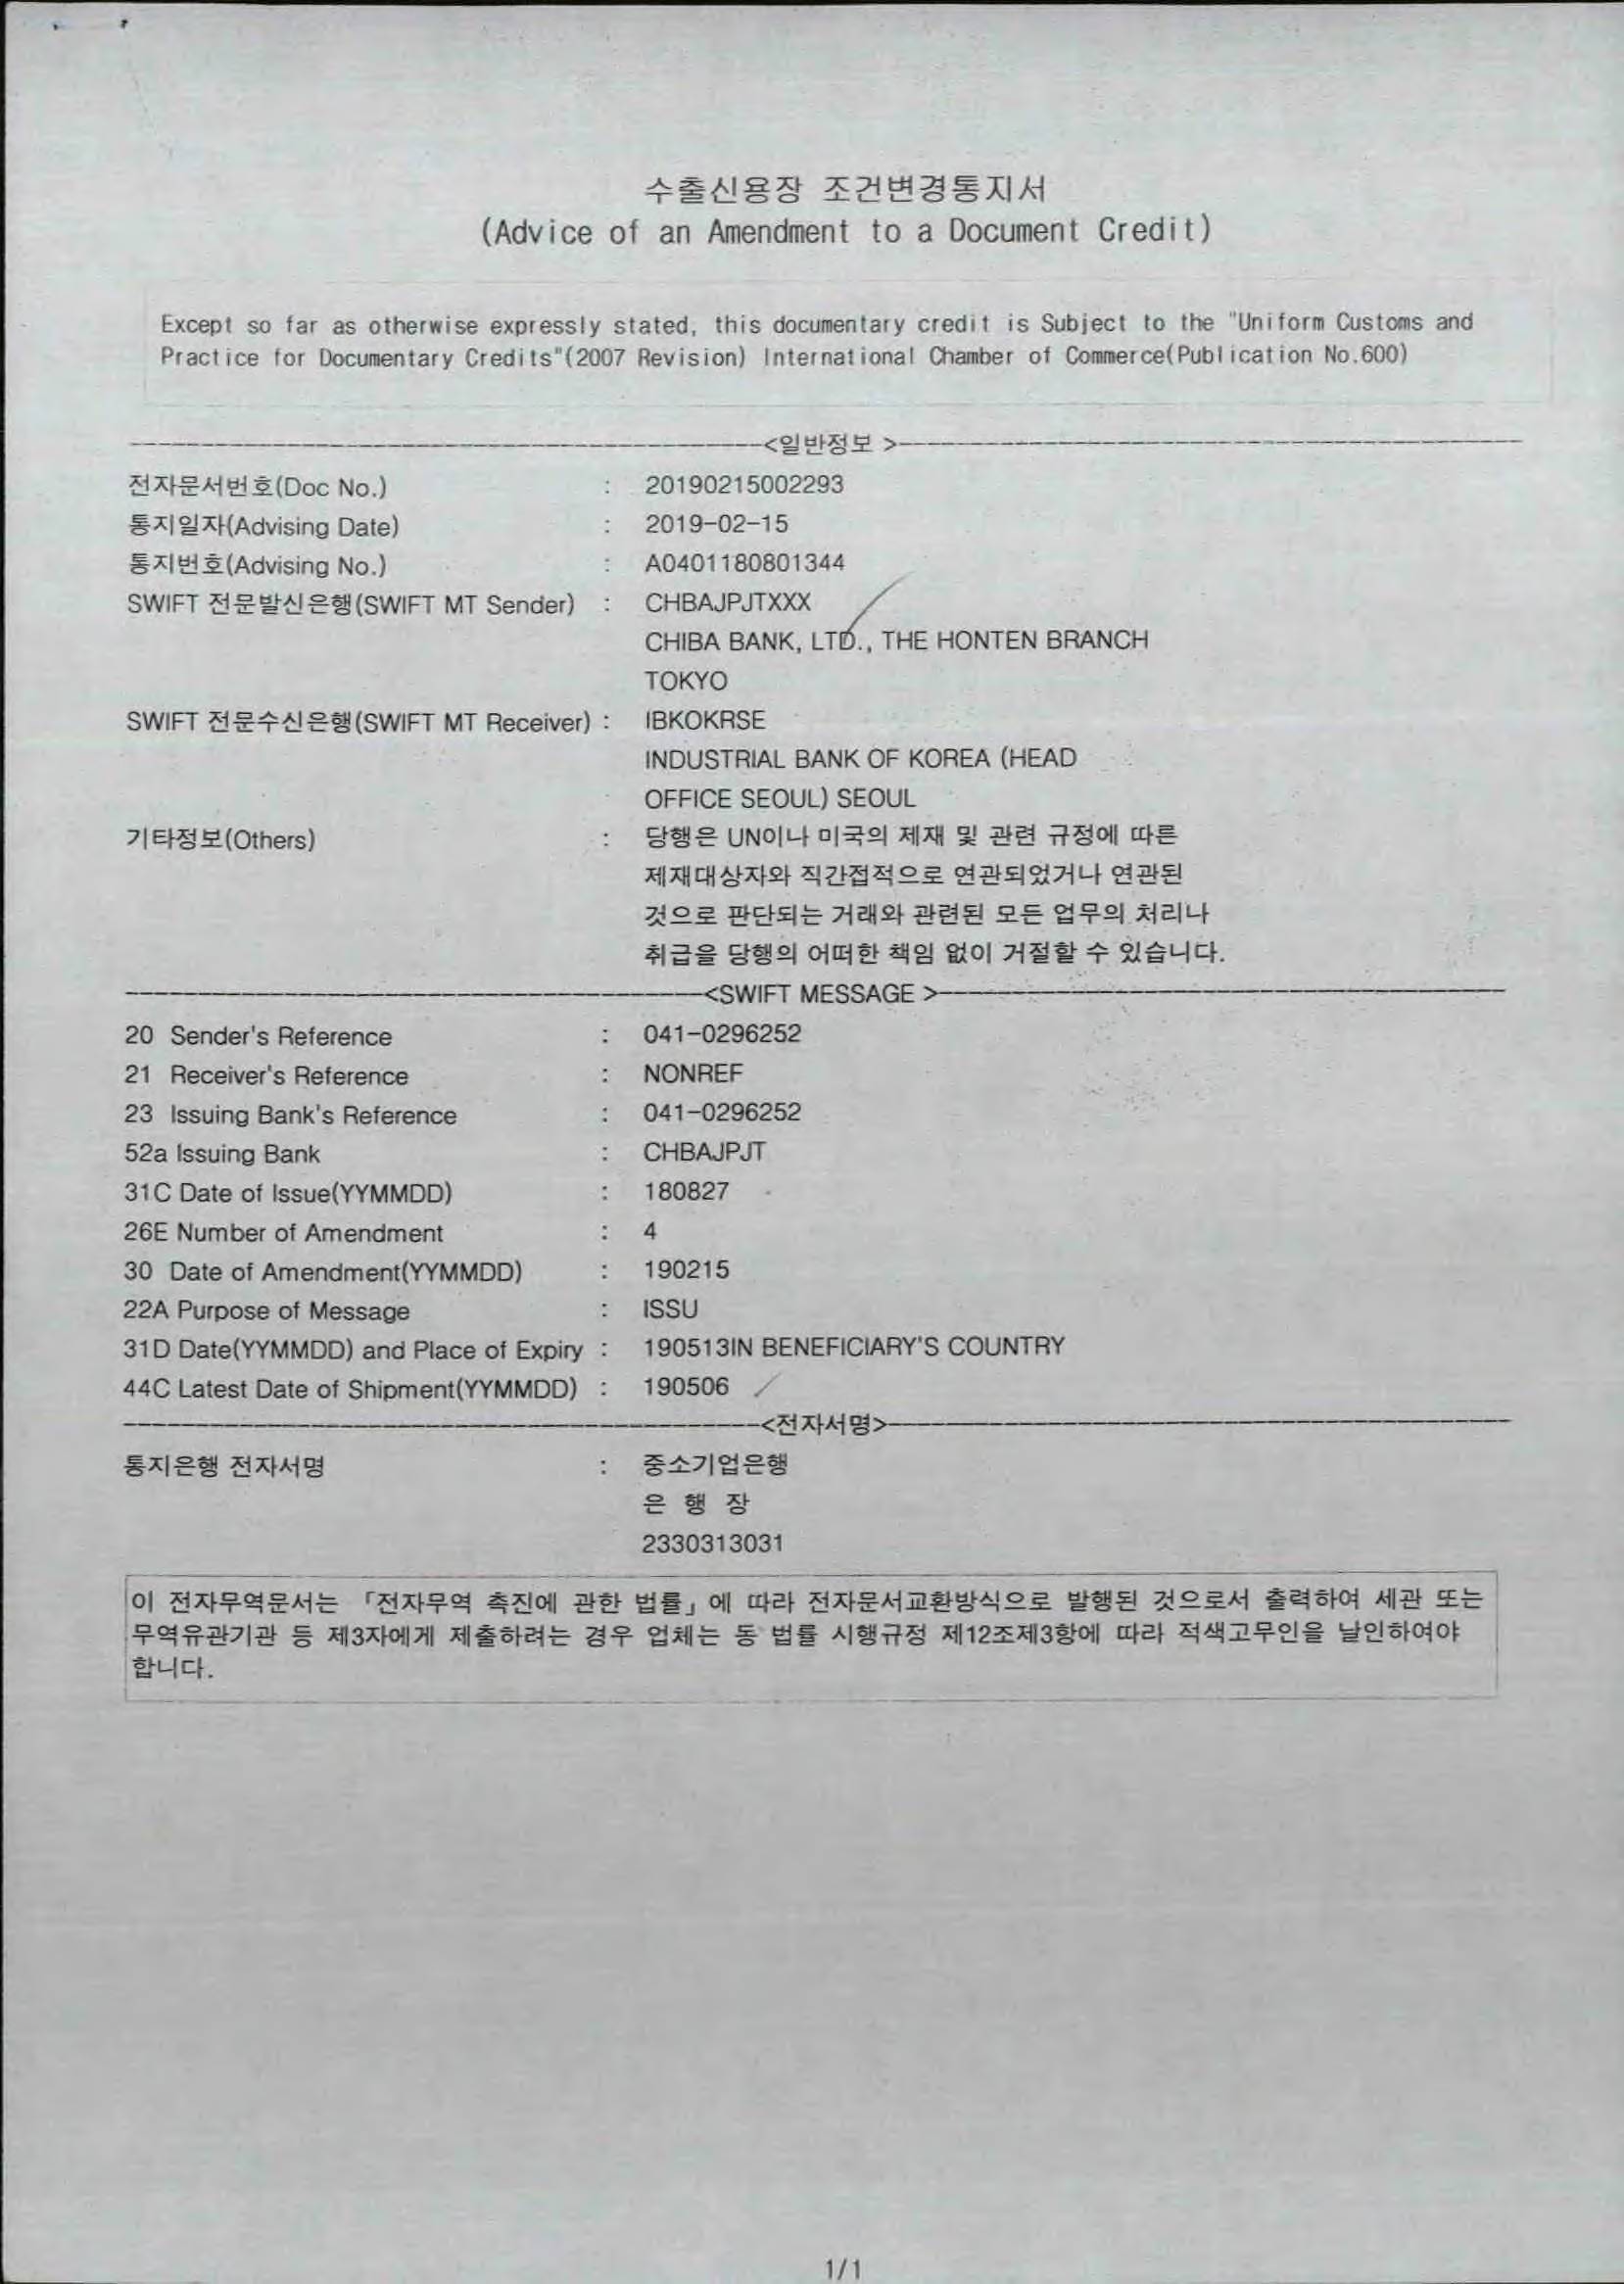 수출신용장 조건변경통지서
(Advice of an Amendment to a Document Credit)
Except so far as otherwise expressly stated, this documentary credit is Subject to the "Uniform Customs and
Practice for Documentary Credits"(2007 Revision) International Chamber of Commerce(Publication No.600)
<일반정보 >
전자문서번호(Doc No.) : 20190215002293
통지일자(Advising Date) : 2019-02-15
통지번호(Advising No.) : A0401180801344
SWIFT 전문발신은행(SWIFT MT Sender) : CHBAJPJTXXX
CHIBA BANK, LTD., THE HONTEN BRANCH
TOKYO
SWIFT 전문수신은행(SWIFT MT Receiver) : IBKOKRSE
INDUSTRIAL BANK OF KOREA (HEAD
OFFICE SEOUL) SEOUL
기타정보(Others) : 당행은 UN이나 미국의 제재 및 관련 규정에 따른
제재대상자와 직간접적으로 연관되었거나 연관된
것으로 판단되는 거래와 관련된 모든 업무의 처리나
취급을 당행의 어떠한 책임 없이 거절할 수 있습니다.
<SWIFT MESSAGE >
20 Sender's Reference : 041-0296252
21 Receiver's Reference : NONREF
23 Issuing Bank's Reference : 041-0296252
52a Issuing Bank : CHBAJPJT
31C Date of Issue(YYMMDD) : 180827
26E Number of Amendment : 4
30 Date of Amendment(YYMMDD) : 190215
22A Purpose of Message : ISSU
31D Date(YYMMDD) and Place of Expiry : 190513IN BENEFICIARY'S COUNTRY
44C Latest Date of Shipment(YYMMDD) : 190506
<전자서명>
통지은행 전자서명 : 중소기업은행
은 행 장
2330313031
이 전자무역문서는 「전자무역 촉진에 관한 법률」에 따라 전자문서교환방식으로 발행된 것으로서 출력하여 세관 또는
무역유관기관 등 제3자에게 제출하려는 경우 업체는 동 법률 시행규정 제12조제3항에 따라 적색고무인을 날인하여야
합니다.
1/1